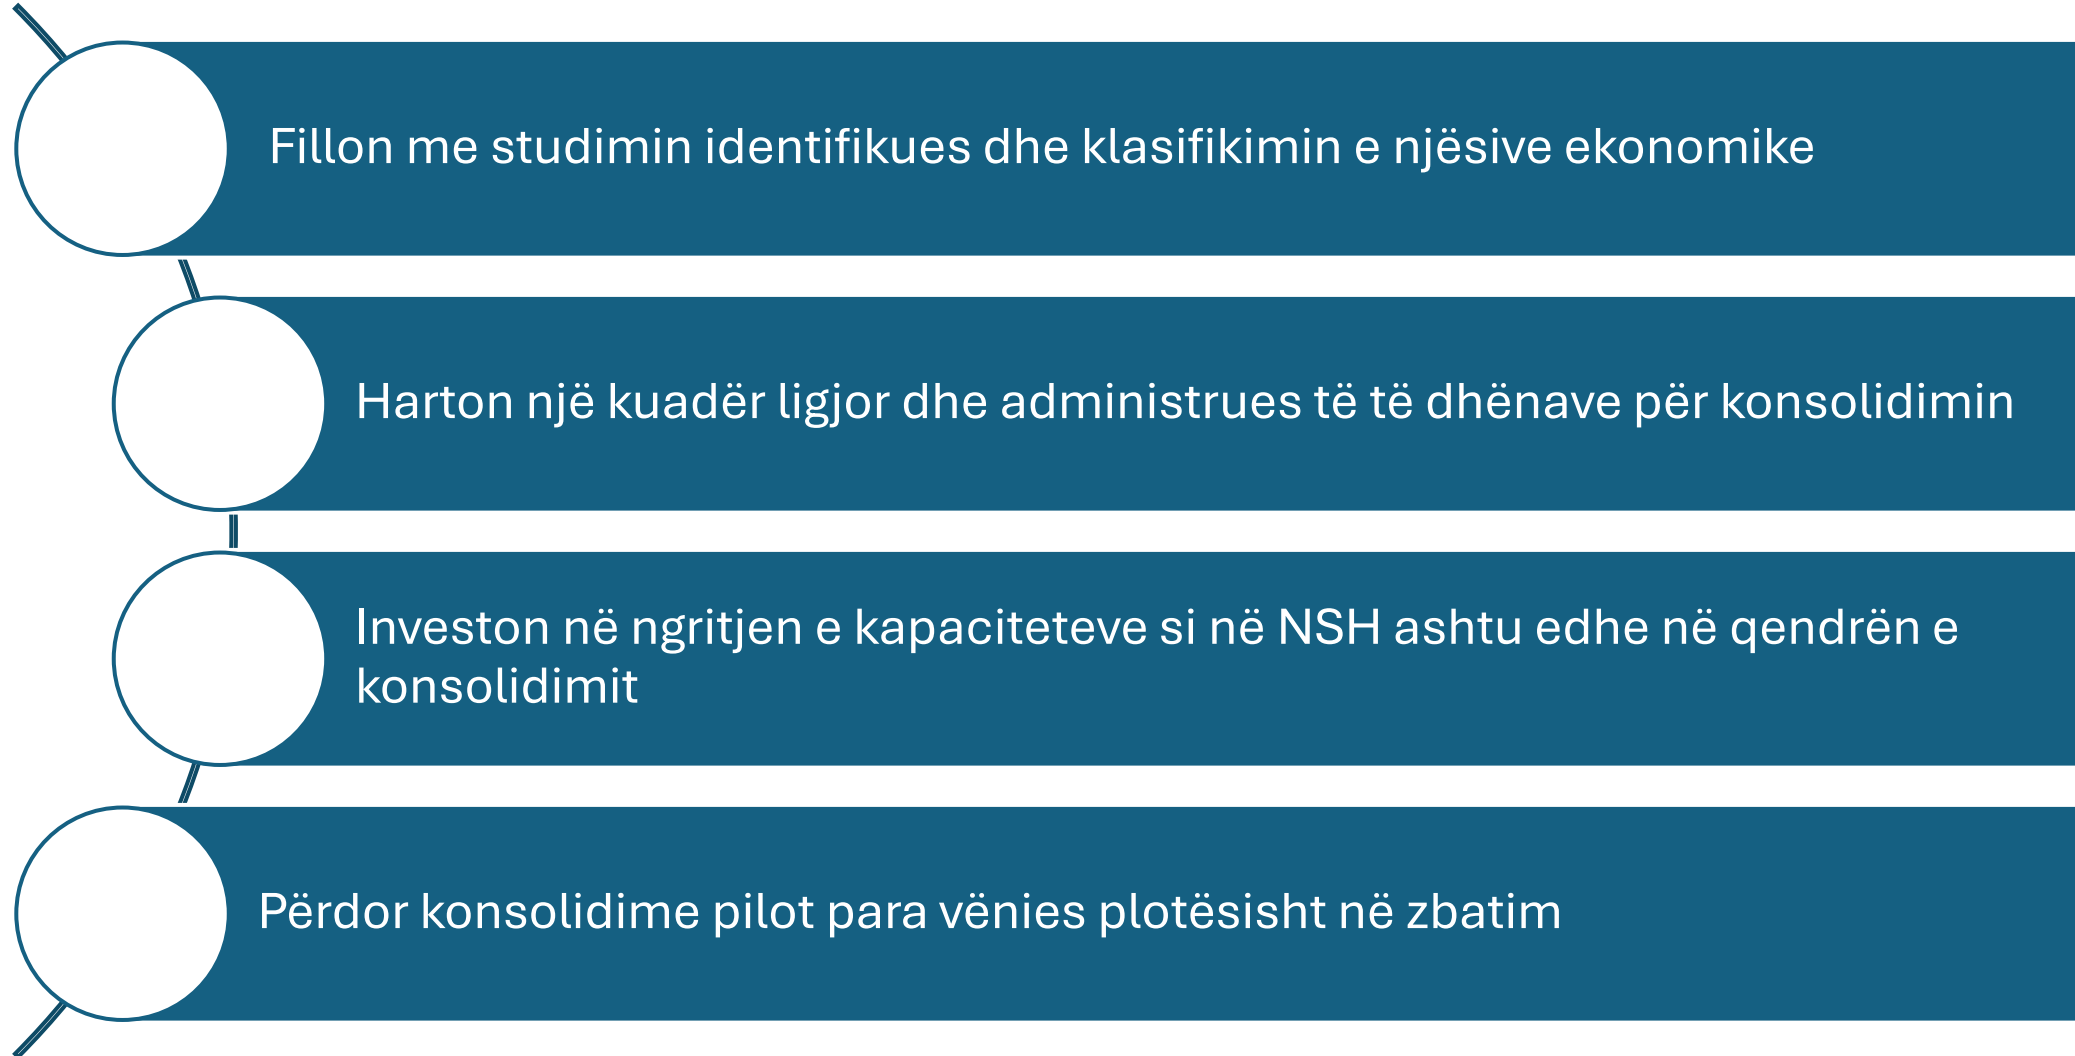 Fillon me studimin identifikues dhe klasifikimin e njësive ekonomike
Harton një kuadër ligjor dhe administrues të të dhënave për konsolidimin
Investon në ngritjen e kapaciteteve si në NSH ashtu edhe në qendrën e
konsolidimit
Përdor konsolidime pilot para vënies plotësisht në zbatim